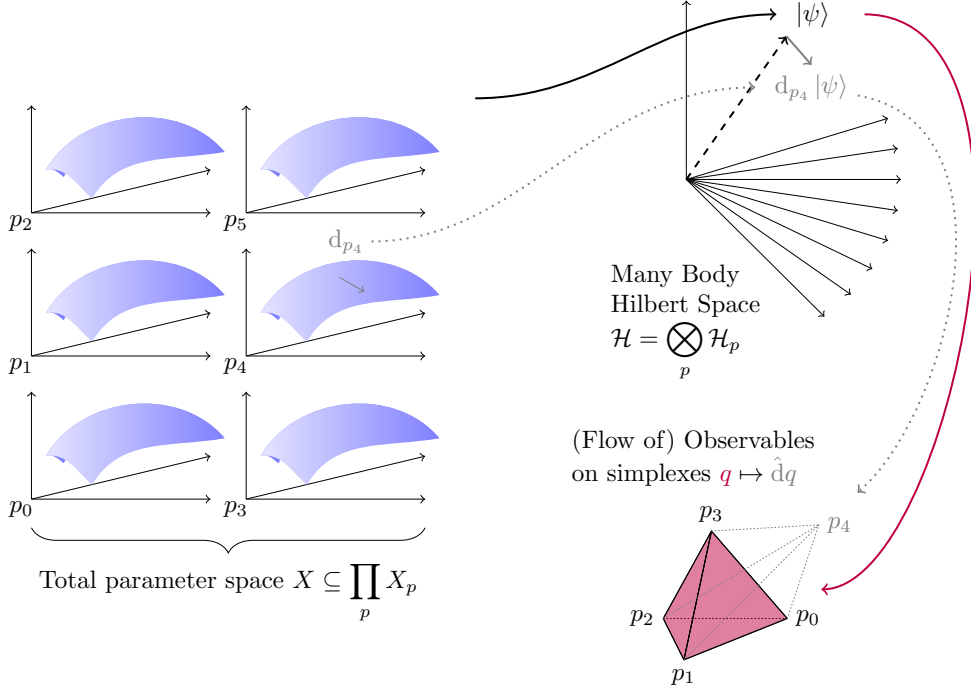 |ψ⟩
d_{p_4} |ψ⟩
p_2
p_5
d_{p_4}
p_1
p_4
Many Body
Hilbert Space
ℋ = ⨂_p ℋ_p
p_0
p_3
Total parameter space X ⊆ ∏_p X_p
(Flow of) Observables
on simplexes q ↦ d̂q
p_3
p_4
p_2
p_0
p_1